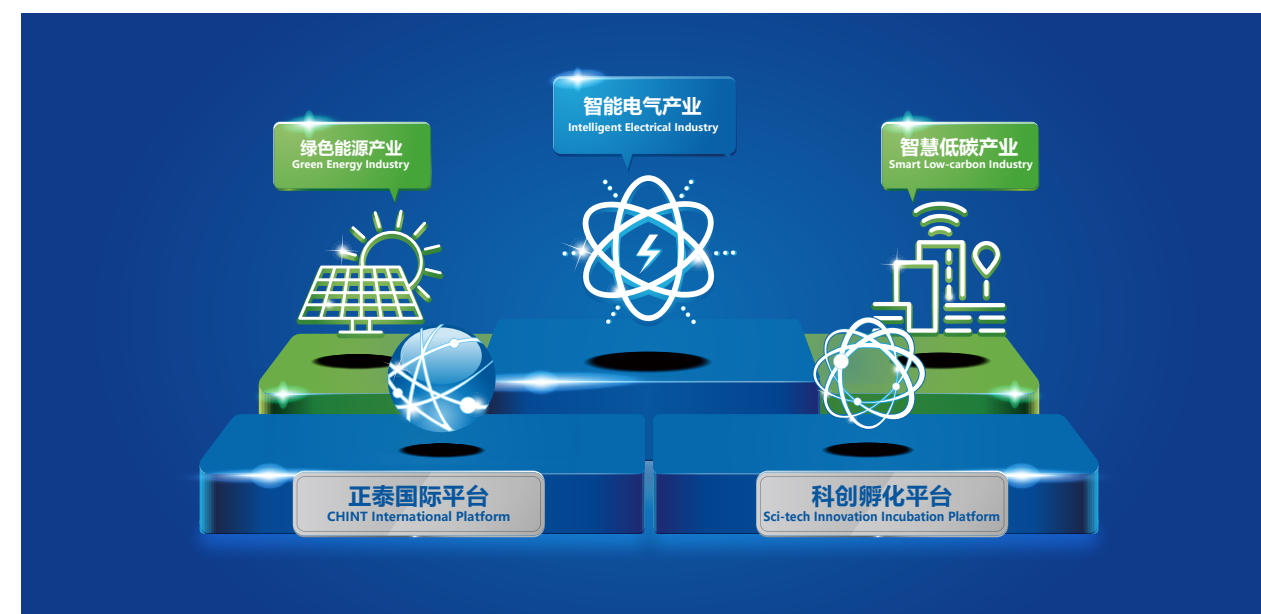 智能电气产业
Intelligent Electrical Industry
绿色能源产业
Green Energy Industry
智慧低碳产业
Smart Low-carbon Industry
正泰国际平台
CHINT International Platform
科创孵化平台
Sci-tech Innovation Incubation Platform